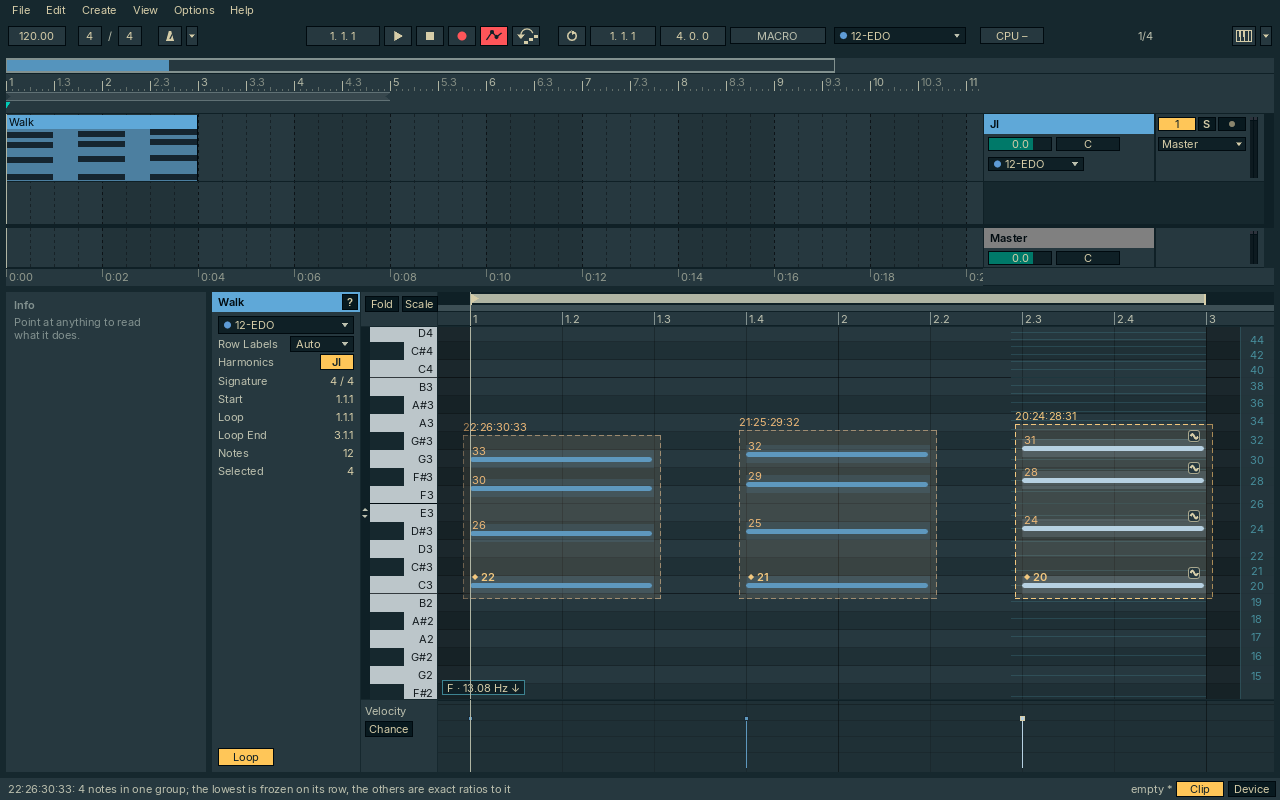 File Edit Create View Options Help
120.00 4 / 4 1. 1. 1 1. 1. 1 4. 0. 0 MACRO 12-EDO CPU – 1/4
1 1.3 2 2.3 3 3.3 4 4.3 5 5.3 6 6.3 7 7.3 8 8.3 9 9.3 10 10.3 11
Walk
JI 1 S
0.0 C Master
12-EDO
Master
0.0 C
0:00 0:02 0:04 0:06 0:08 0:10 0:12 0:14 0:16 0:18 0:2
Info
Point at anything to read
what it does.
Walk ?
12-EDO
Row Labels Auto
Harmonics JI
Signature 4 / 4
Start 1.1.1
Loop 1.1.1
Loop End 3.1.1
Notes 12
Selected 4
Loop
Fold Scale
1 1.2 1.3 1.4 2 2.2 2.3 2.4 3
D4
C#4
C4
B3
A#3
A3
G#3
G3
F#3
F3
E3
D#3
D3
C#3
C3
B2
A#2
A2
G#2
G2
F#2
22:26:30:33
33
30
26
22
21:25:29:32
32
29
25
21
20:24:28:31
31
28
24
20
44
42
40
38
36
34
32
30
28
26
24
22
21
20
19
18
17
16
15
F · 13.08 Hz ↓
Velocity
Chance
22:26:30:33: 4 notes in one group; the lowest is frozen on its row, the others are exact ratios to it
empty * Clip Device